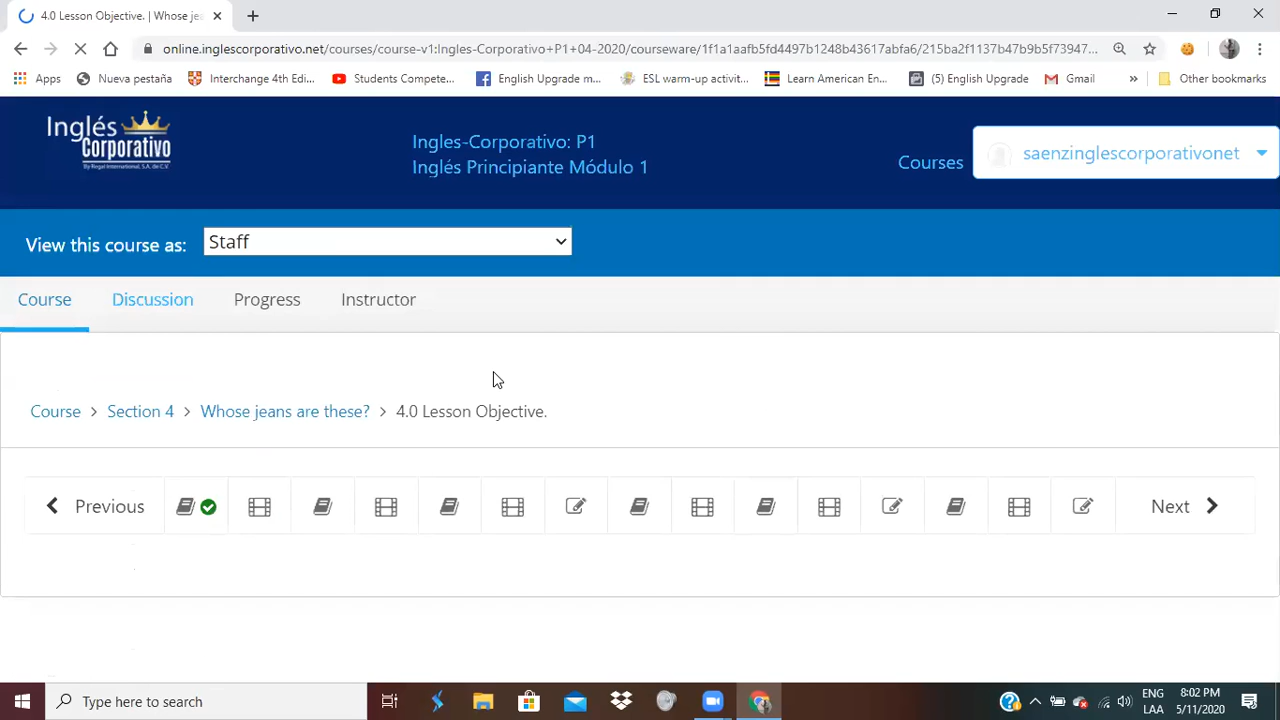 4.0 Lesson Objective. | Whose je
online.inglescorporativo.net/courses/course-v1:Ingles-Corporativo+P1+04-2020/courseware/1f1a1aafb5fd4497b1248b43617abfa6/215ba2f1137b47b9b5f73947...
Apps Nueva pestaña Interchange 4th Edi... Students Compete... English Upgrade m... ESL warm-up activit... Learn American En... (5) English Upgrade Gmail » Other bookmarks
Inglés Corporativo
By Regal International, S.A. de C.V.
Ingles-Corporativo: P1
Inglés Principiante Módulo 1
Courses
saenzinglescorporativonet
View this course as: Staff
Course Discussion Progress Instructor
Course > Section 4 > Whose jeans are these? > 4.0 Lesson Objective.
Previous Next
Type here to search
ENG
LAA
8:02 PM
5/11/2020